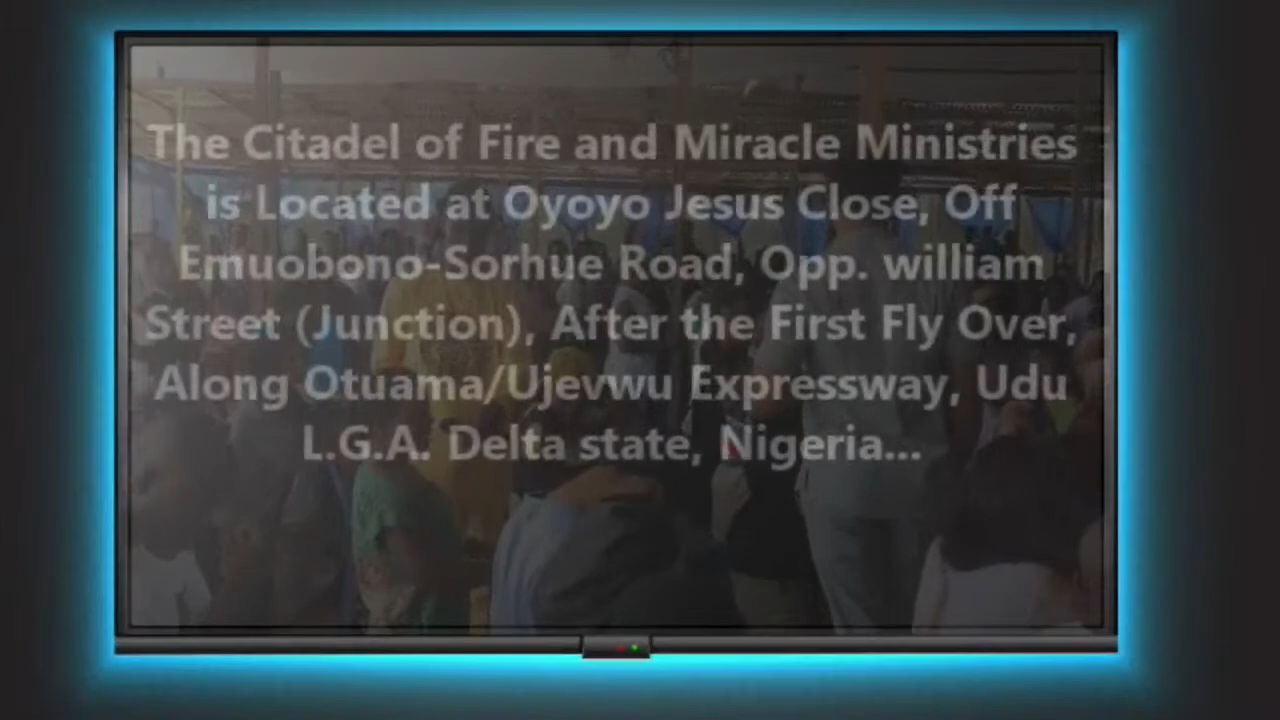 The Citadel of Fire and Miracle Ministries
is Located at Oyoyo Jesus Close, Off
Emuobono-Sorhue Road, Opp. william
Street (Junction), After the First Fly Over,
Along Otuama/Ujevwu Expressway, Udu
L.G.A. Delta state, Nigeria...